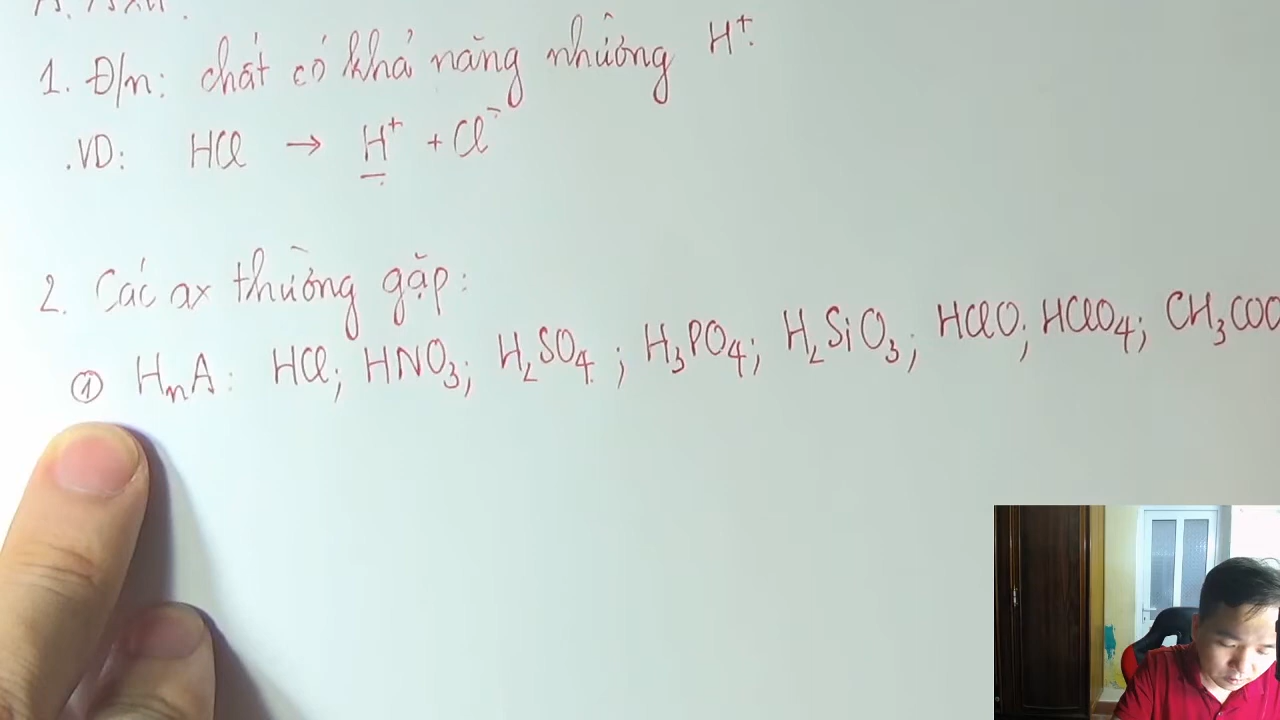 1. Đ/n: chất có khả năng nhường H⁺.
.VD: HCl → H⁺ + Cl⁻
2. Các ax thường gặp:
① HₙA: HCl; HNO₃; H₂SO₄; H₃PO₄; H₂SiO₃; HClO; HClO₄; CH₃COO